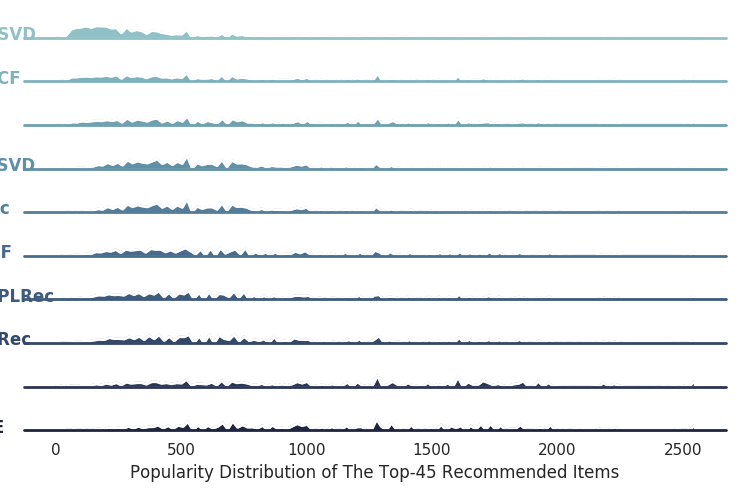 SVD
CF
SVD
c
F
PLRec
Rec
E
0 500 1000 1500 2000 2500
Popularity Distribution of The Top-45 Recommended Items